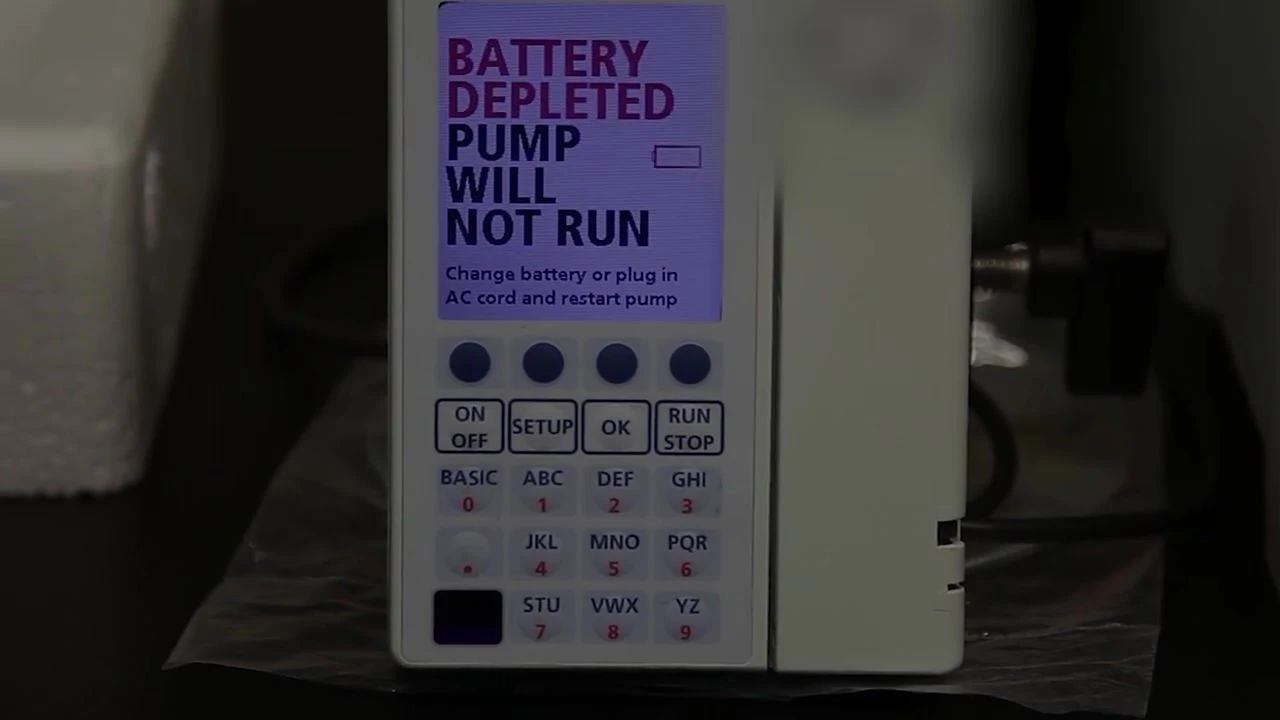 BATTERY
DEPLETED
PUMP
WILL
NOT RUN
Change battery or plug in
AC cord and restart pump
ON OFF SETUP OK RUN STOP
BASIC ABC DEF GHI
0 1 2 3
JKL MNO PQR
. 4 5 6
STU VWX YZ
7 8 9